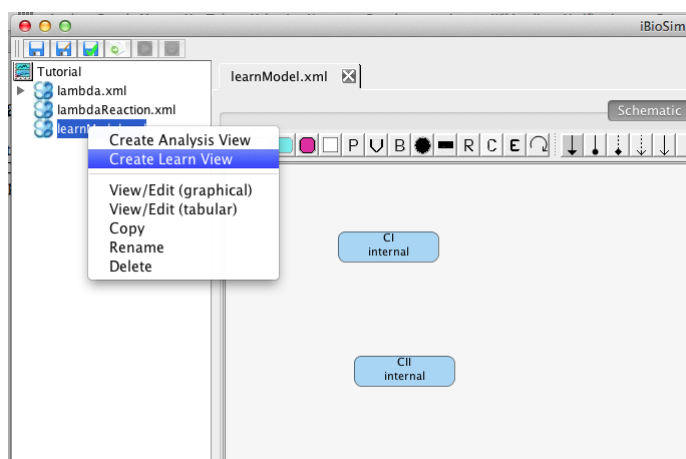 iBioSim
Tutorial
lambda.xml
lambdaReaction.xml
learnModel.xml
Schematic
P V B R C E
Create Analysis View
Create Learn View
View/Edit (graphical)
View/Edit (tabular)
Copy
Rename
Delete
CI
internal
CII
internal